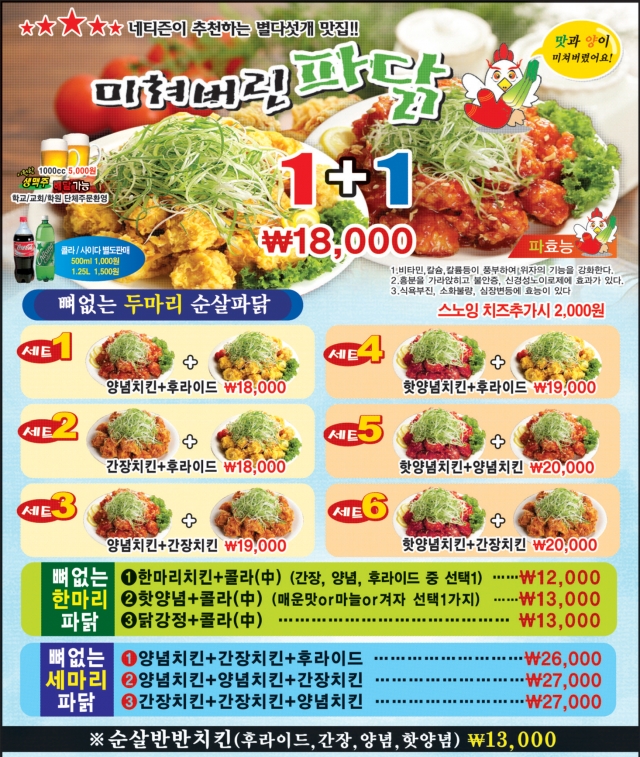 네티즌이 추천하는 별다섯개 맛집!!
맛과 양이
미쳐버렸어요!
미쳐버린 파닭
1+1
₩18,000
1000cc 5,000원
생맥주 배달가능
학교/교회/학원 단체주문환영
콜라 / 사이다 별도판매
500ml 1,000원
1.25L 1,500원
파효능
1.비타민,칼슘,칼륨등이 풍부하여 위자의 기능을 강화한다.
2.흥분을 가라앉히고 불안증, 신경성노이로제에 효과가 있다.
3.식욕부진, 소화불량, 심장변등에 효능이 있다
뼈없는 두마리 순살파닭
스노잉 치즈추가시 2,000원
세트1
양념치킨+후라이드 ₩18,000
세트2
간장치킨+후라이드 ₩18,000
세트3
양념치킨+간장치킨 ₩19,000
세트4
핫양념치킨+후라이드 ₩19,000
세트5
핫양념치킨+양념치킨 ₩20,000
세트6
핫양념치킨+간장치킨 ₩20,000
뼈없는
한마리
파닭
❶한마리치킨+콜라(中) (간장, 양념, 후라이드 중 선택1) ······₩12,000
❷핫양념+콜라(中) (매운맛or마늘or겨자 선택1가지) ·····₩13,000
❸닭강정+콜라(中) ·································₩13,000
뼈없는
세마리
파닭
❶양념치킨+간장치킨+후라이드 ··················₩26,000
❷양념치킨+양념치킨+간장치킨 ··················₩27,000
❸간장치킨+간장치킨+양념치킨 ··················₩27,000
※순살반반치킨(후라이드,간장,양념,핫양념) ₩13,000